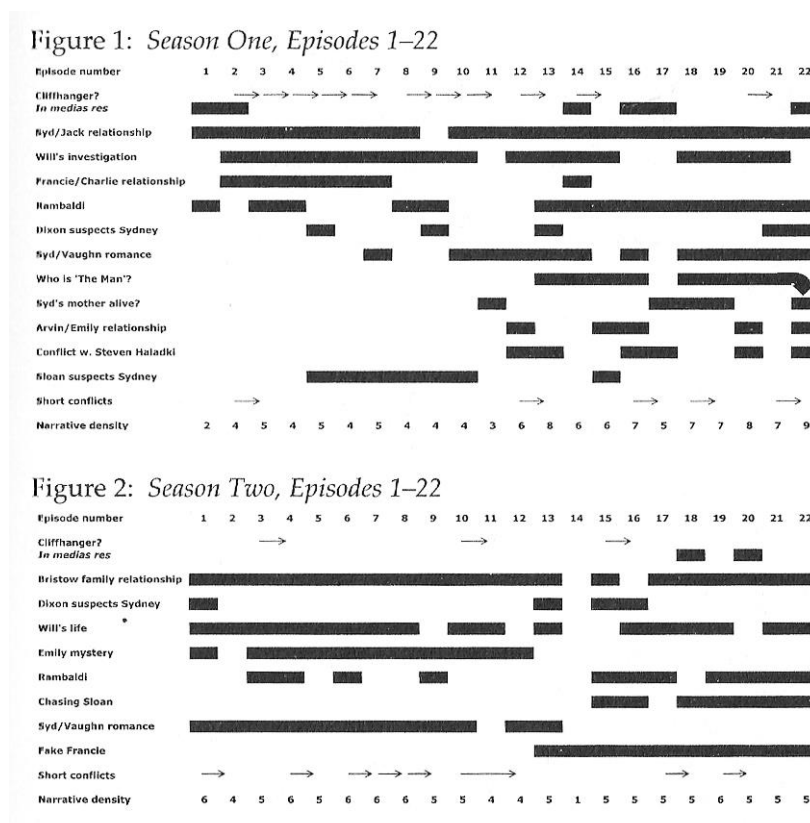 Figure 1: Season One, Episodes 1–22
Episode number 1 2 3 4 5 6 7 8 9 10 11 12 13 14 15 16 17 18 19 20 21 22
Cliffhanger?
In medias res
Syd/Jack relationship
Will's investigation
Francie/Charlie relationship
Rambaldi
Dixon suspects Sydney
Syd/Vaughn romance
Who is 'The Man'?
Syd's mother alive?
Arvin/Emily relationship
Conflict w. Steven Haladki
Sloan suspects Sydney
Short conflicts
Narrative density 2 4 5 4 5 4 5 4 4 4 3 6 8 6 6 7 5 7 7 8 7 9
Figure 2: Season Two, Episodes 1–22
Episode number 1 2 3 4 5 6 7 8 9 10 11 12 13 14 15 16 17 18 19 20 21 22
Cliffhanger?
In medias res
Bristow family relationship
Dixon suspects Sydney
Will's life
Emily mystery
Rambaldi
Chasing Sloan
Syd/Vaughn romance
Fake Francie
Short conflicts
Narrative density 6 4 5 6 5 6 6 6 5 5 4 4 5 1 5 5 5 5 6 5 5 5